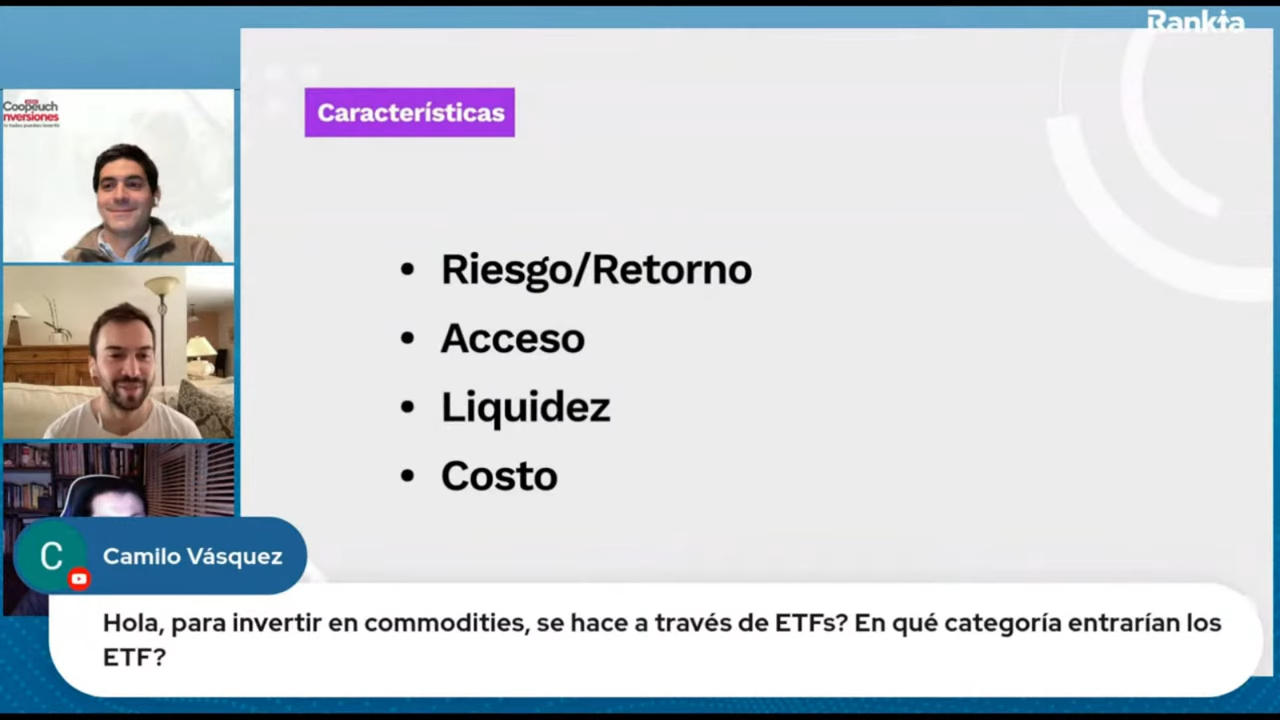 Rankia
Coopeuch
nversiones
Características
• Riesgo/Retorno
• Acceso
• Liquidez
• Costo
C
Camilo Vásquez
Hola, para invertir en commodities, se hace a través de ETFs? En qué categoría entrarían los
ETF?